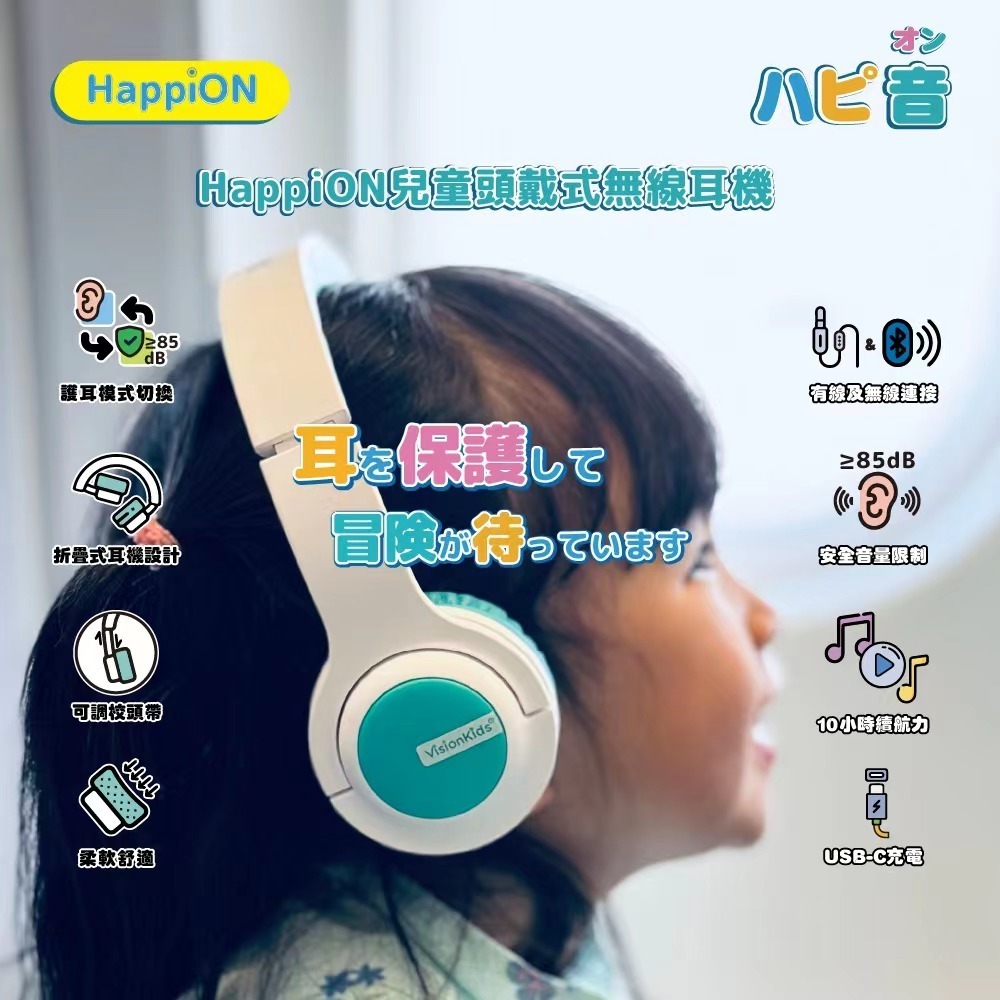 HappiON
オン
ハピ音
HappiON兒童頭戴式無線耳機
≥85
dB
護耳模式切換
折疊式耳機設計
可調校頭帶
柔軟舒適
耳を保護して
冒険が待っています
VisionKids
&
有線及無線連接
≥85dB
安全音量限制
10小時續航力
USB-C充電